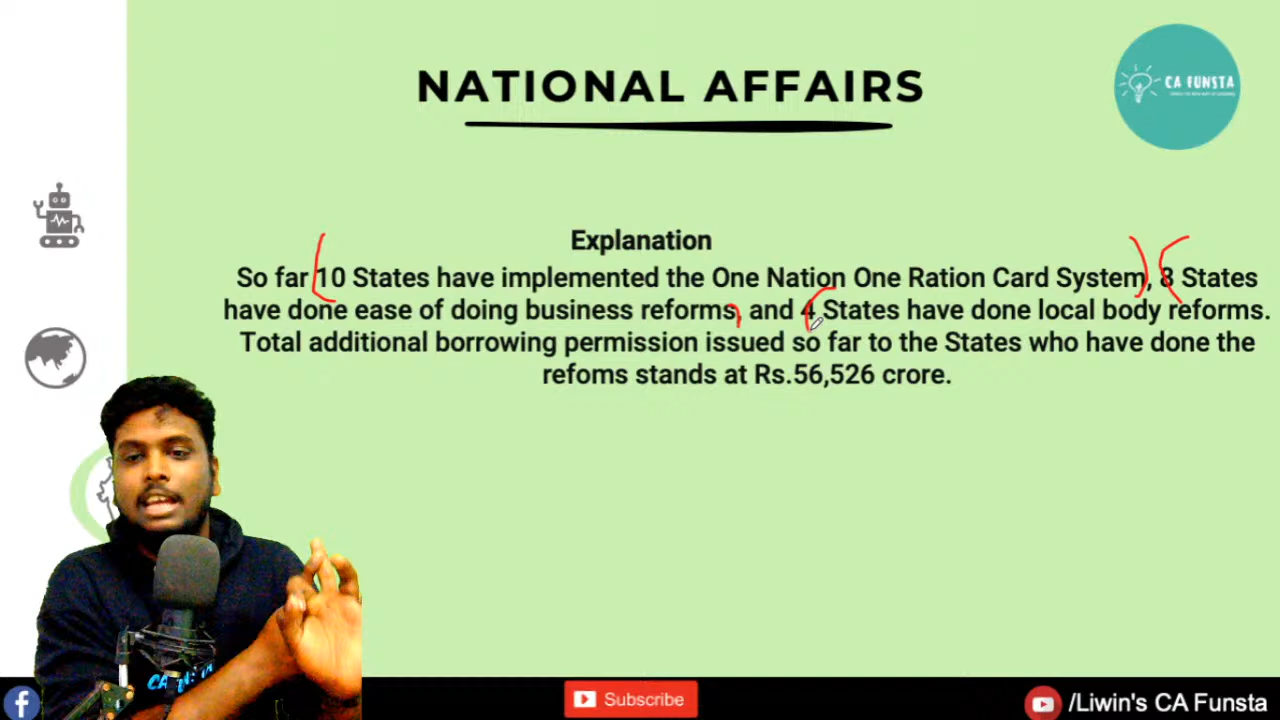 NATIONAL AFFAIRS
CA FUNSTA
Explanation
So far 10 States have implemented the One Nation One Ration Card System, 8 States
have done ease of doing business reforms, and 4 States have done local body reforms.
Total additional borrowing permission issued so far to the States who have done the
refoms stands at Rs.56,526 crore.
Subscribe
/Liwin's CA Funsta